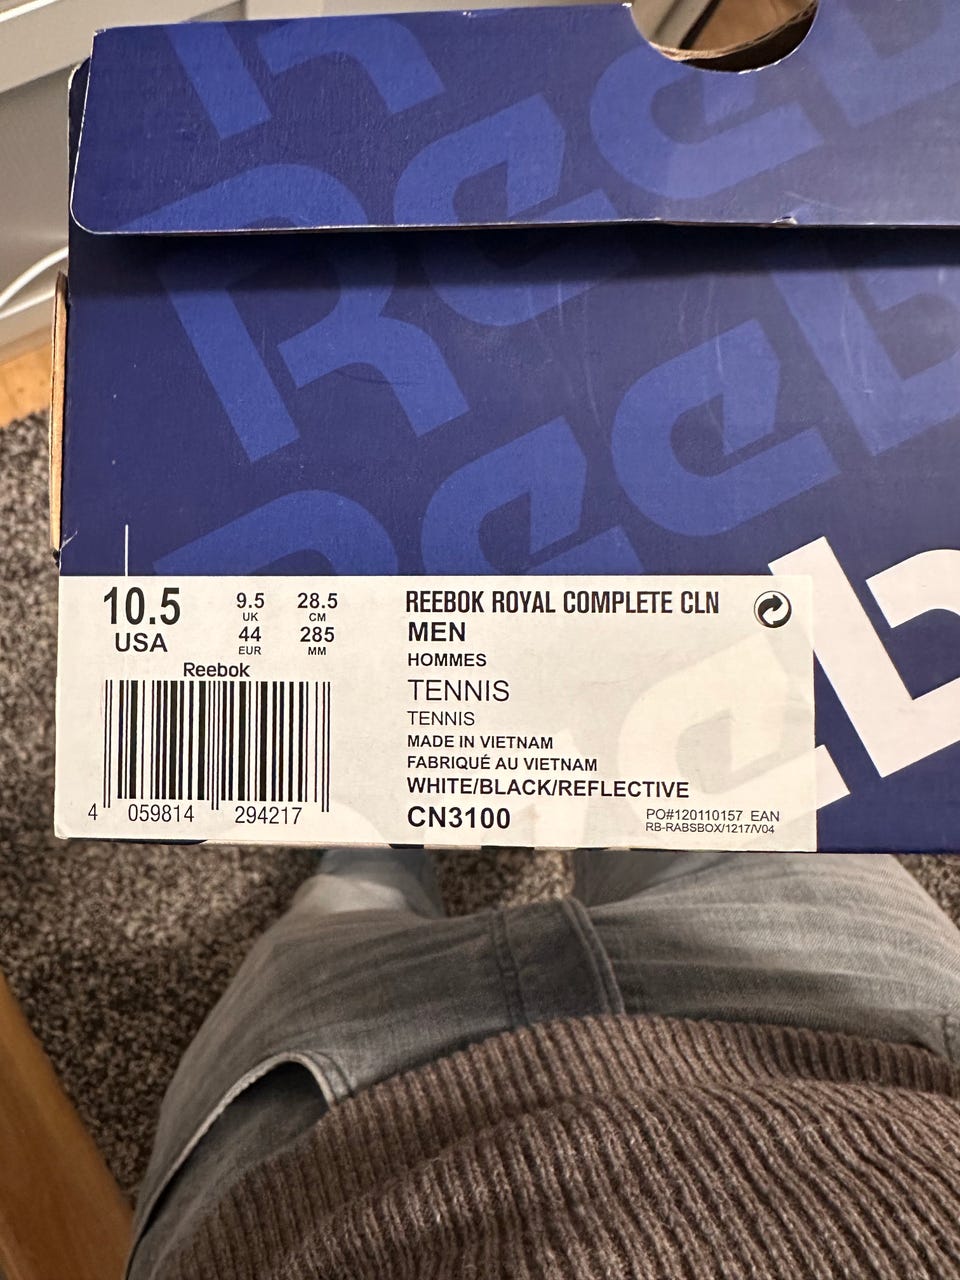 Reebok
Reebok
10.5
USA
9.5
UK
44
EUR
28.5
CM
285
MM
Reebok
4 059814 294217
REEBOK ROYAL COMPLETE CLN
MEN
HOMMES
TENNIS
TENNIS
MADE IN VIETNAM
FABRIQUÉ AU VIETNAM
WHITE/BLACK/REFLECTIVE
CN3100
PO#120110157 EAN
RB-RABSBOX/1217/V04